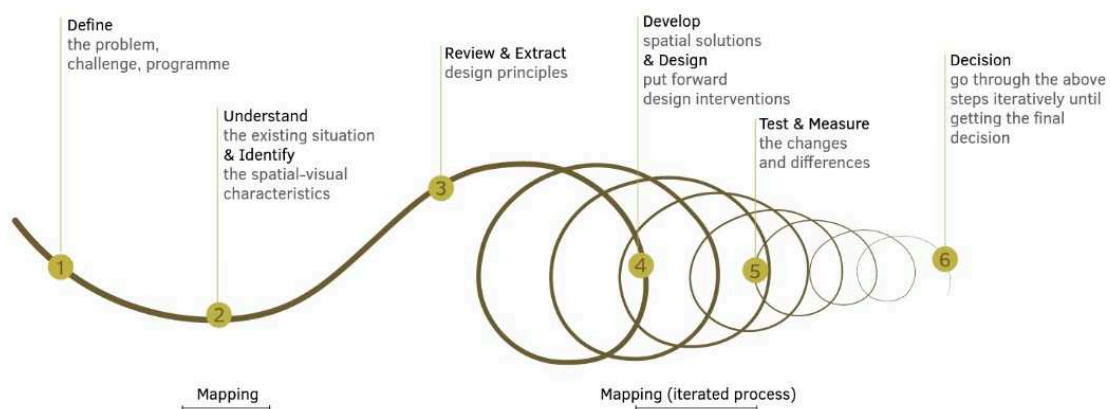 Define
the problem,
challenge, programme
Understand
the existing situation
& Identify
the spatial-visual
characteristics
Review & Extract
design principles
Develop
spatial solutions
& Design
put forward
design interventions
Test & Measure
the changes
and differences
Decision
go through the above
steps iteratively until
getting the final
decision
1
2
3
4
5
6
Mapping
Mapping (iterated process)